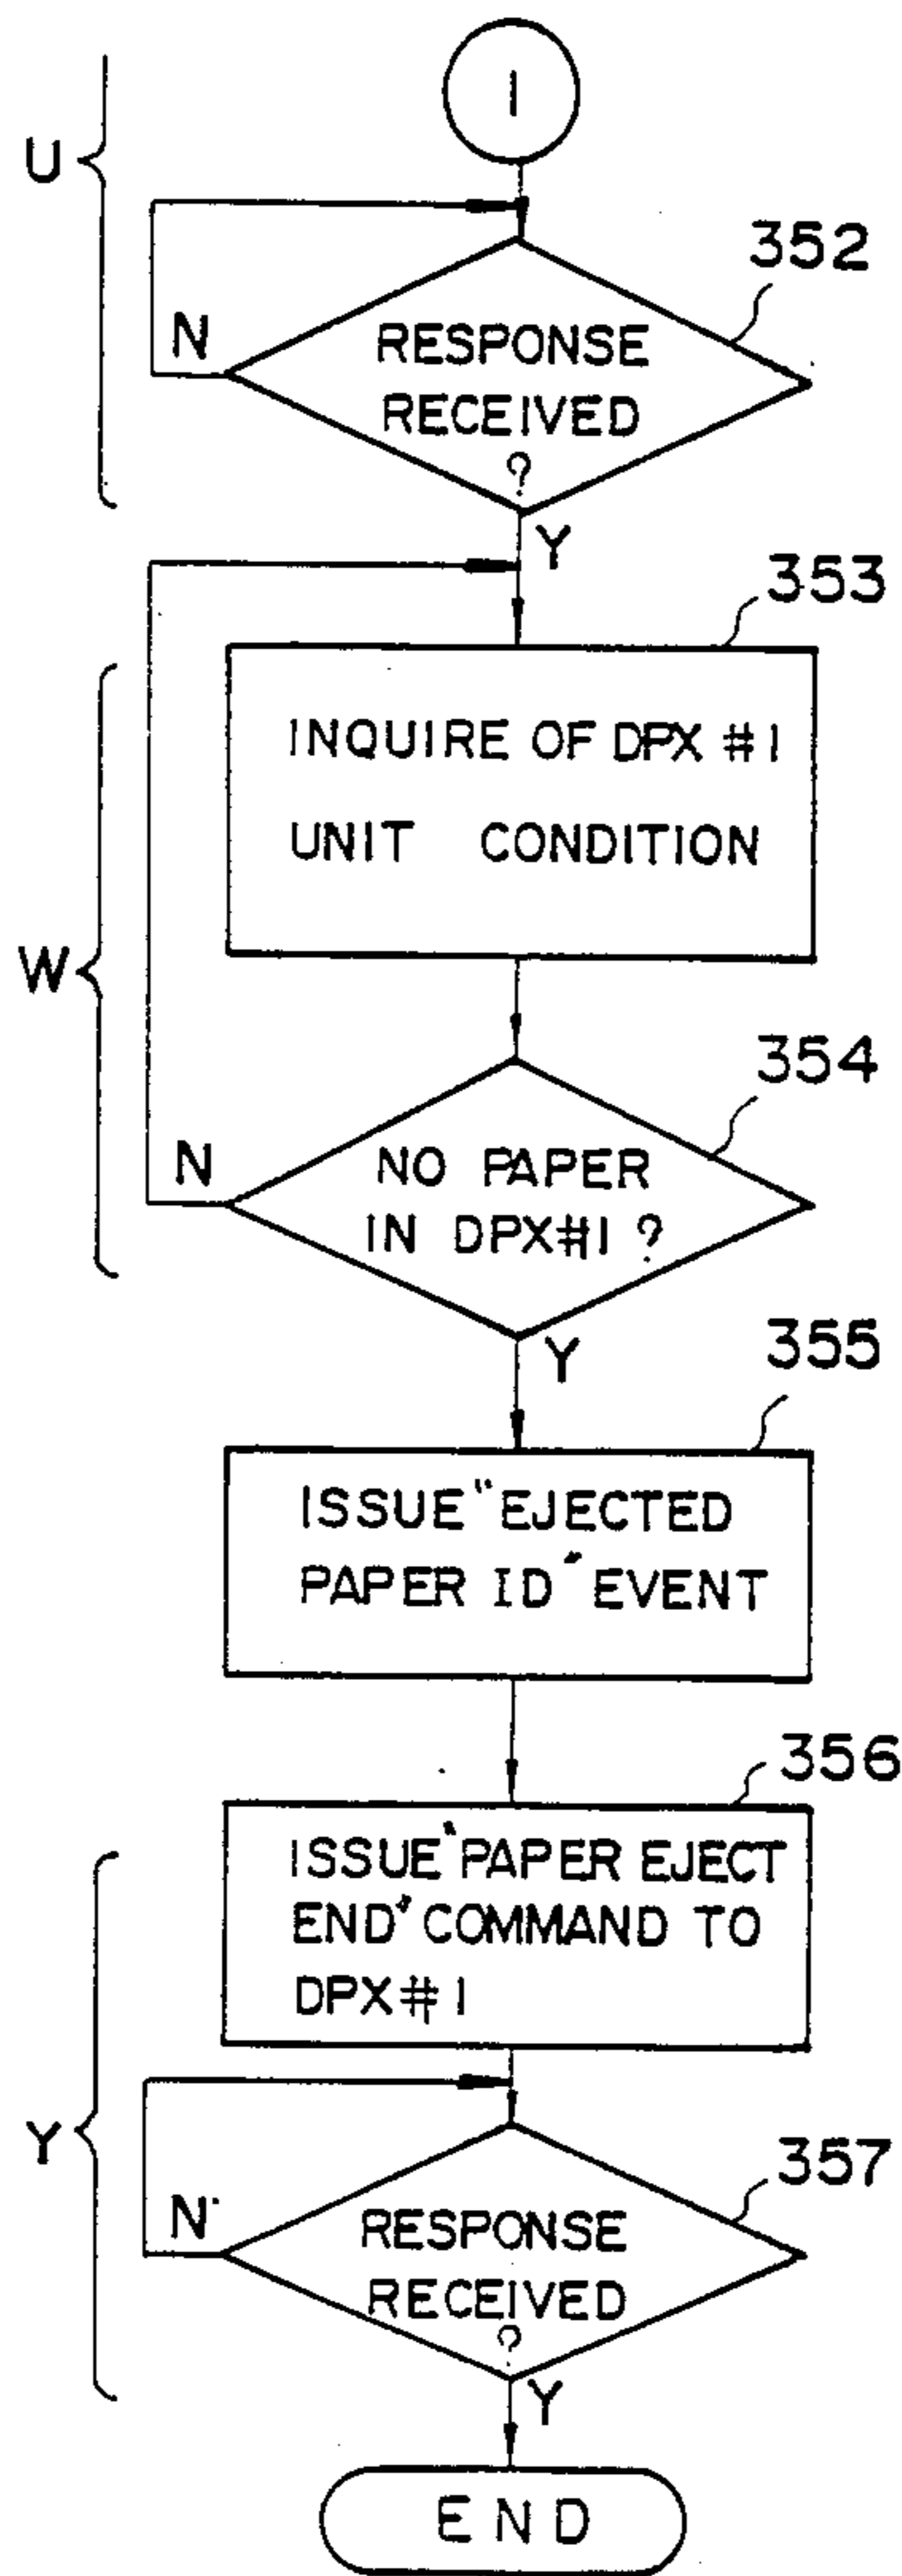 1
U
352
N
RESPONSE
RECEIVED
?
Y
353
INQUIRE OF DPX #1
UNIT CONDITION
W
354
N
NO PAPER
IN DPX#1?
Y
355
ISSUE "EJECTED
PAPER ID" EVENT
356
ISSUE "PAPER EJECT
END" COMMAND TO
DPX#1
Y
357
N
RESPONSE
RECEIVED
?
Y
END